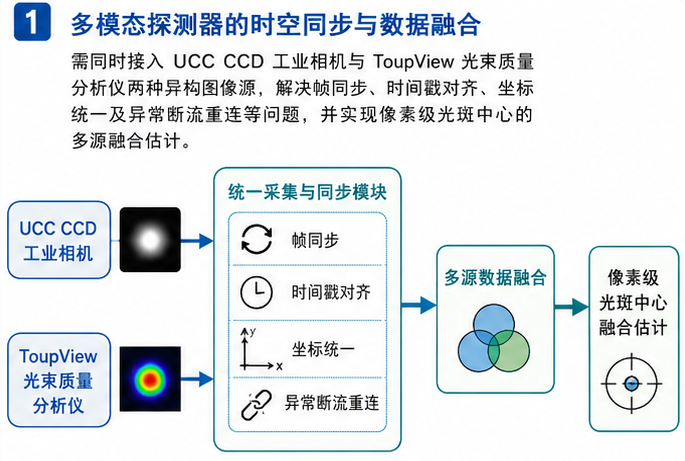 1 多模态探测器的时空同步与数据融合
需同时接入 UCC CCD 工业相机与 ToupView 光束质量
分析仪两种异构图像源，解决帧同步、时间戳对齐、坐标
统一及异常断流重连等问题，并实现像素级光斑中心的
多源融合估计。
UCC CCD
工业相机
ToupView
光束质量
分析仪
统一采集与同步模块
帧同步
时间戳对齐
y
x
坐标统一
异常断流重连
多源数据融合
像素级
光斑中心
融合估计